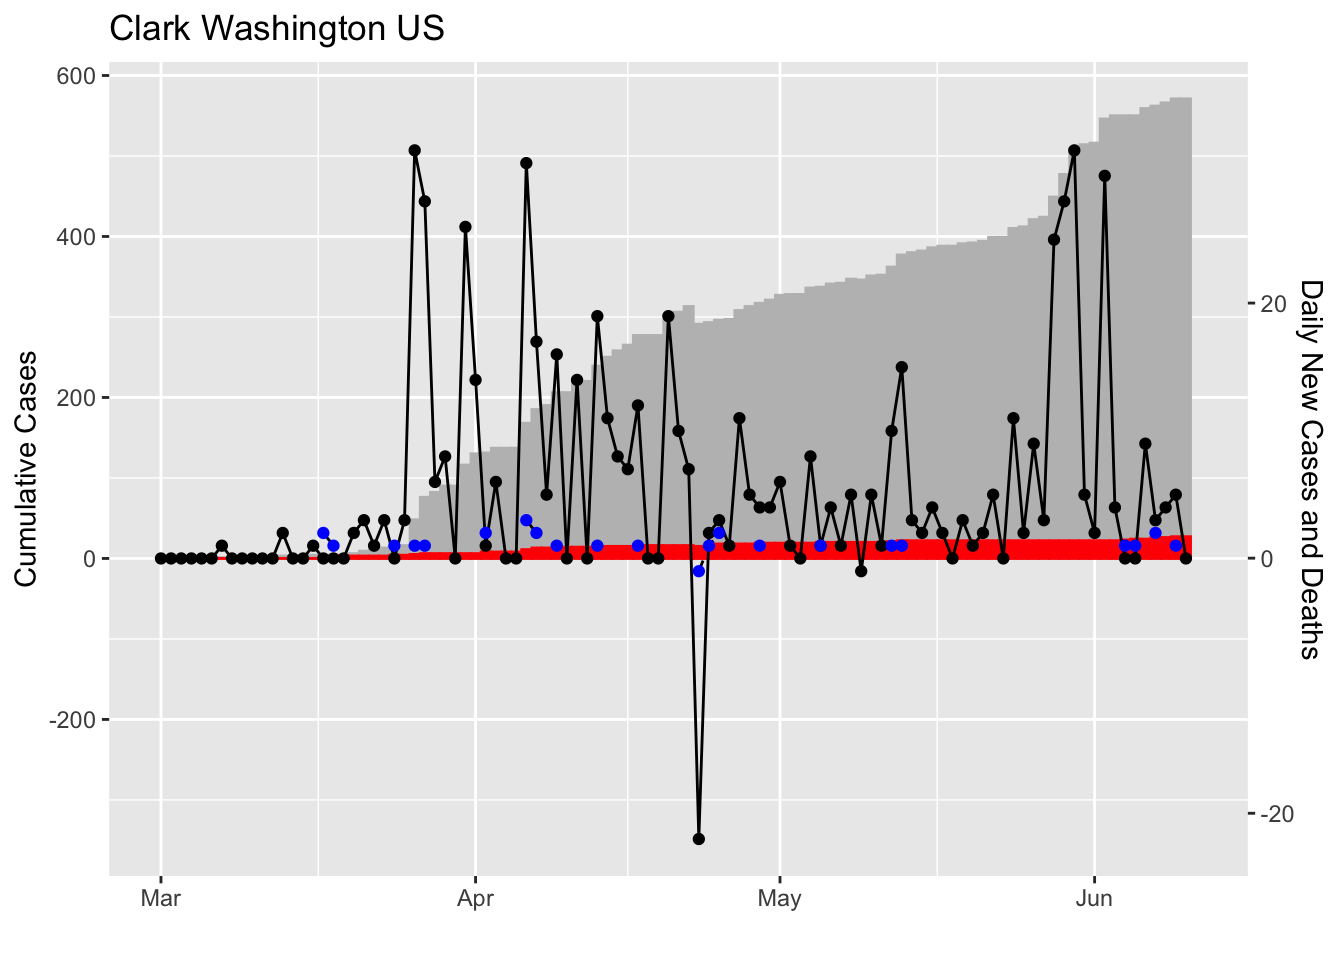 Clark Washington US
600
400
200
0
-200
Cumulative Cases
20
0
-20
Daily New Cases and Deaths
Mar
Apr
May
Jun